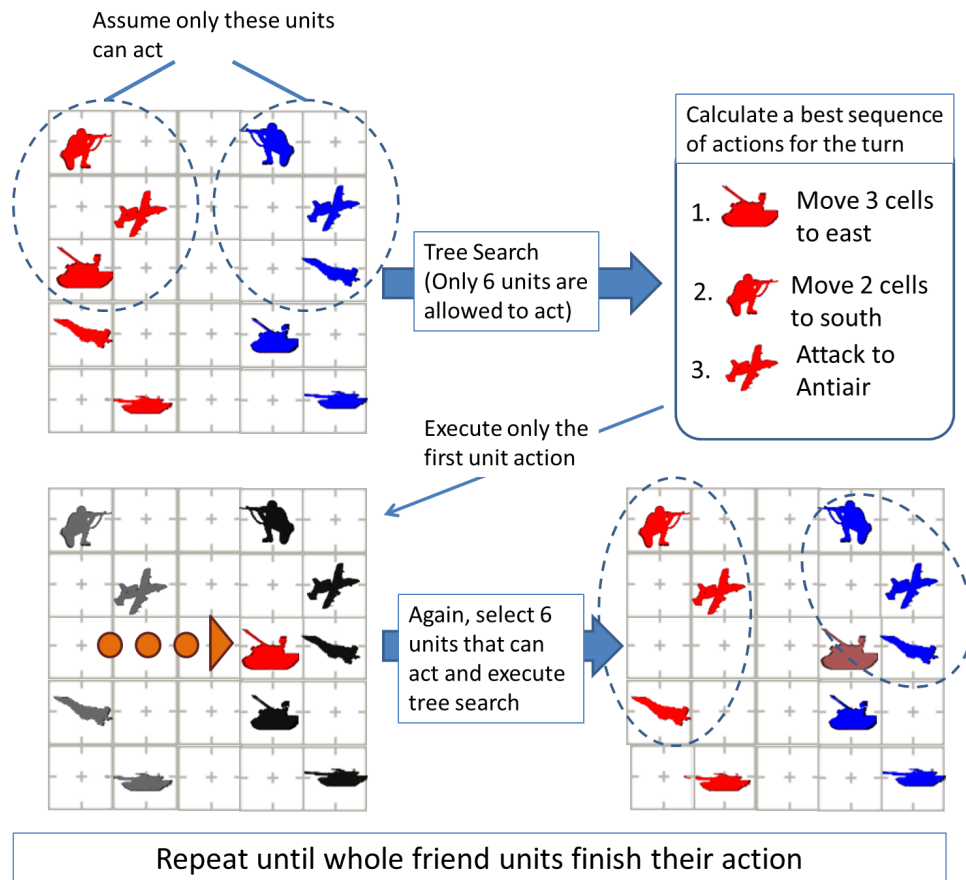 Assume only these units
can act
Calculate a best sequence
of actions for the turn
1. Move 3 cells
to east
2. Move 2 cells
to south
3. Attack to
Antiair
Tree Search
(Only 6 units are
allowed to act)
Execute only the
first unit action
Again, select 6
units that can
act and execute
tree search
Repeat until whole friend units finish their action